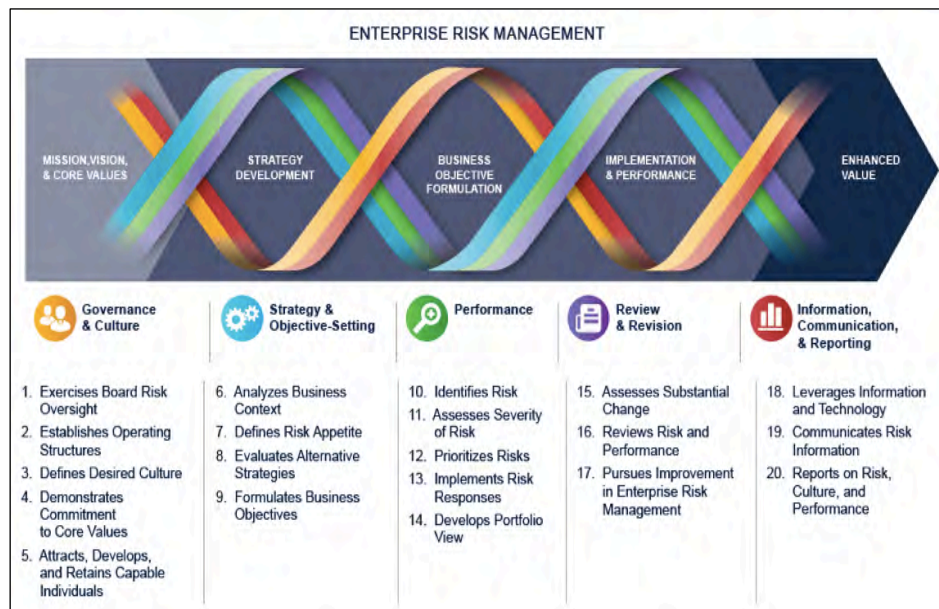 ENTERPRISE RISK MANAGEMENT
MISSION,VISION,
& CORE VALUES
STRATEGY
DEVELOPMENT
BUSINESS
OBJECTIVE
FORMULATION
IMPLEMENTATION
& PERFORMANCE
ENHANCED
VALUE
Governance
& Culture
1. Exercises Board Risk
Oversight
2. Establishes Operating
Structures
3. Defines Desired Culture
4. Demonstrates
Commitment
to Core Values
5. Attracts, Develops,
and Retains Capable
Individuals
Strategy &
Objective-Setting
6. Analyzes Business
Context
7. Defines Risk Appetite
8. Evaluates Alternative
Strategies
9. Formulates Business
Objectives
Performance
10. Identifies Risk
11. Assesses Severity
of Risk
12. Prioritizes Risks
13. Implements Risk
Responses
14. Develops Portfolio
View
Review
& Revision
15. Assesses Substantial
Change
16. Reviews Risk and
Performance
17. Pursues Improvement
in Enterprise Risk
Management
Information,
Communication,
& Reporting
18. Leverages Information
and Technology
19. Communicates Risk
Information
20. Reports on Risk,
Culture, and
Performance